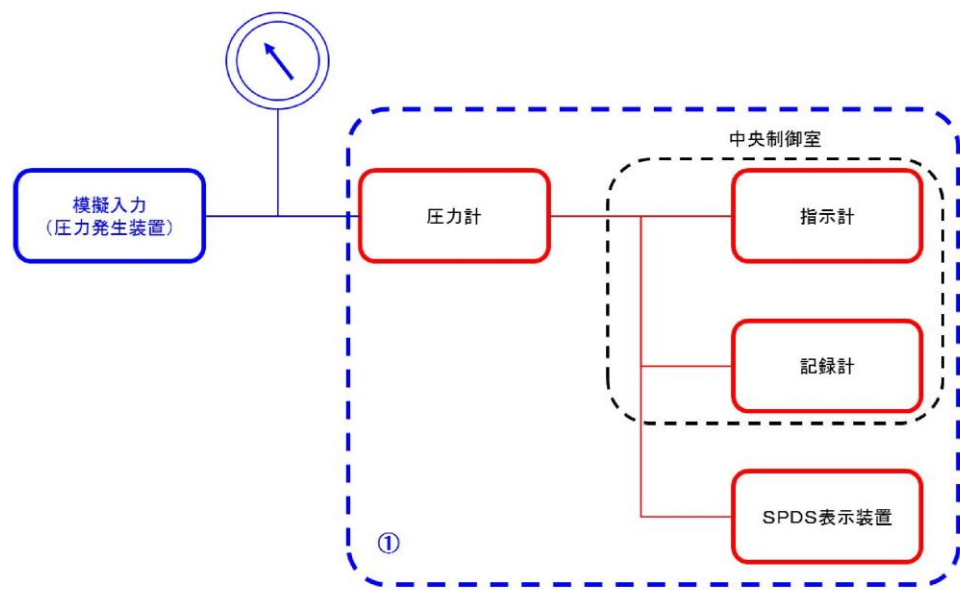 中央制御室
模擬入力
(圧力発生装置)
圧力計
指示計
記録計
SPDS表示装置
①